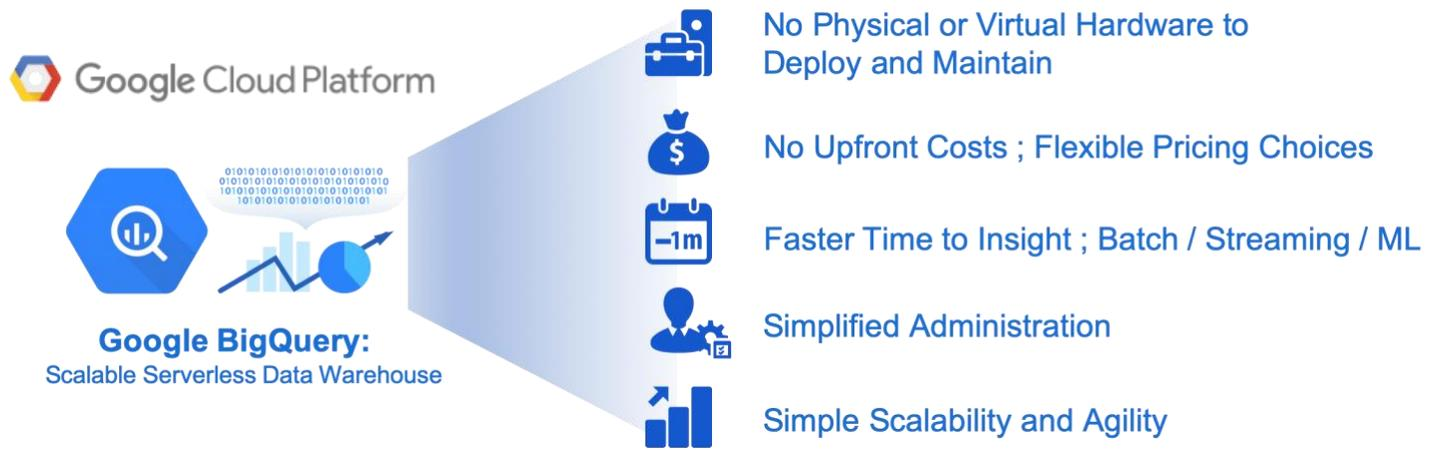 Google Cloud Platform
010101010101010101010101010
Google BigQuery:
Scalable Serverless Data Warehouse
No Physical or Virtual Hardware to
Deploy and Maintain
$
No Upfront Costs ; Flexible Pricing Choices
–1m
Faster Time to Insight ; Batch / Streaming / ML
Simplified Administration
Simple Scalability and Agility